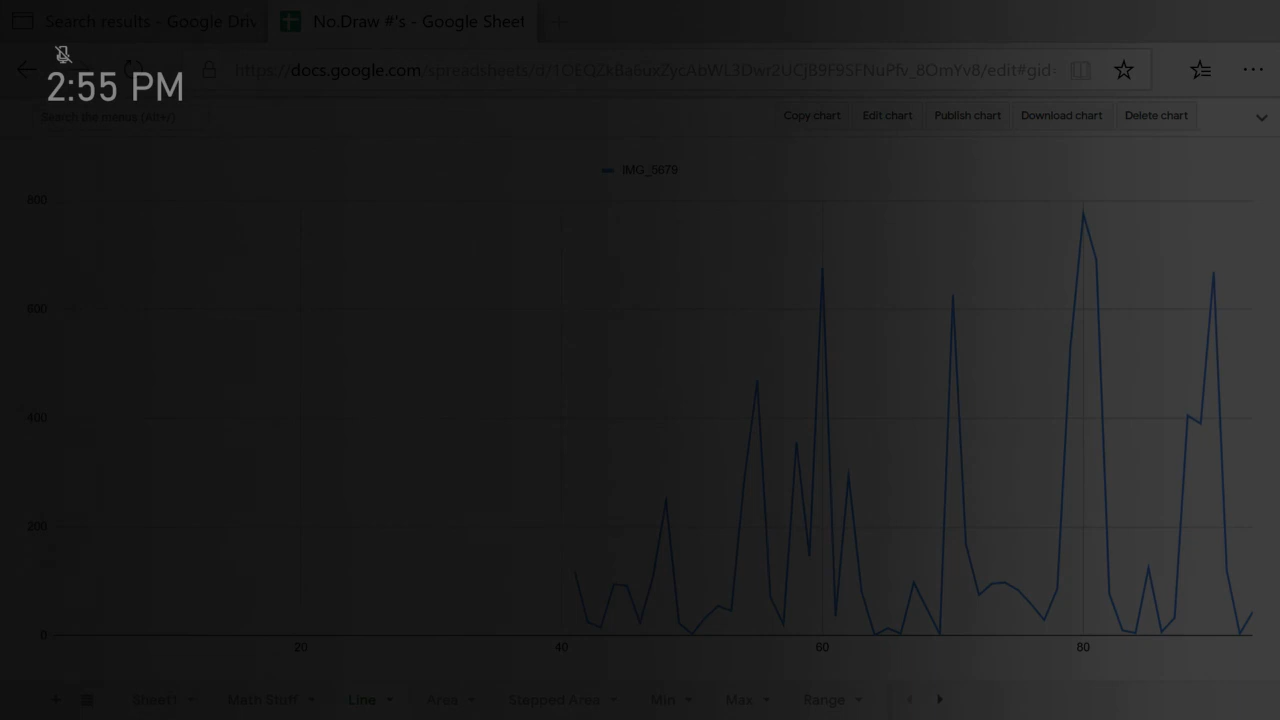 Search results - Google Driv
No.Draw #'s - Google Sheet
2:55 PM
https://docs.google.com/spreadsheets/d/1OEQZkBa6uxZycAbWL3Dwr2UCjB9F9SFNuPfv_8OmYv8/edit#gid=
Search the menus (Alt+/)
Copy chart
Edit chart
Publish chart
Download chart
Delete chart
IMG_5679
800
600
400
200
0
20
40
60
80
Sheet1
Math Stuff
Line
Area
Stepped Area
Min
Max
Range